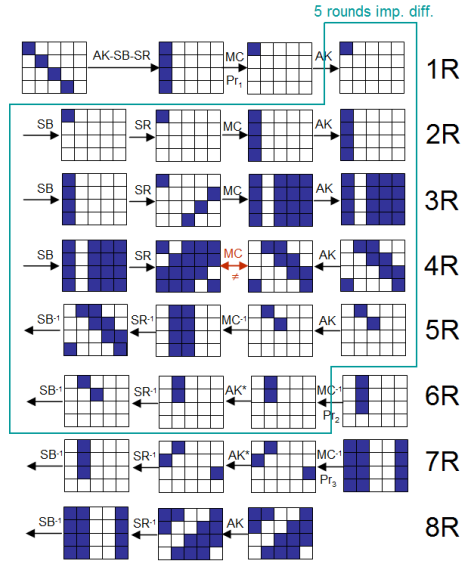 5 rounds imp. diff.
AK-SB-SR MC Pr1 AK 1R
SB SR MC AK 2R
SB SR MC AK 3R
SB SR MC ≠ AK 4R
SB-1 SR-1 MC-1 AK 5R
SB-1 SR-1 AK* MC-1 Pr2 6R
SB-1 SR-1 AK* MC-1 Pr3 7R
SB-1 SR-1 AK 8R